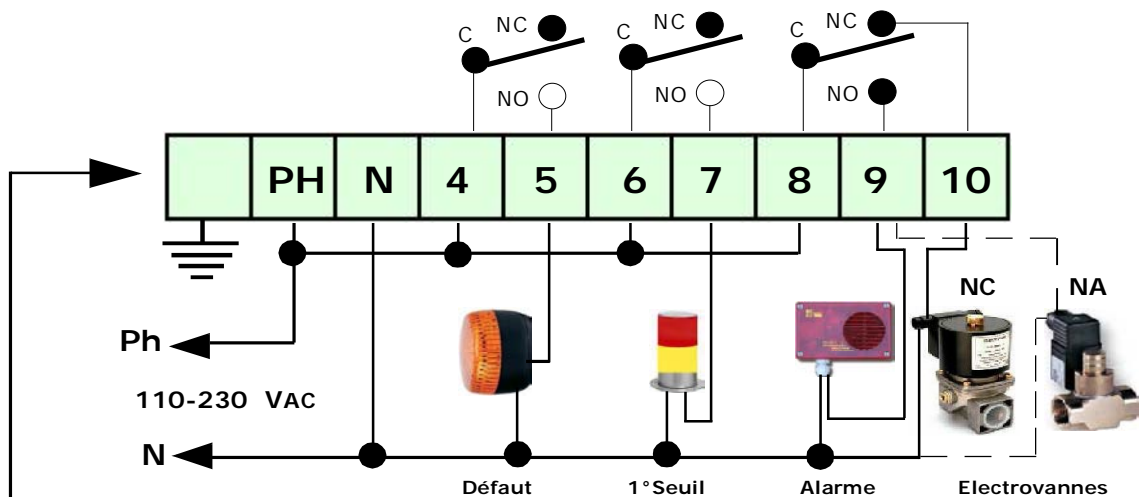 C NC C NC C NC
NO NO NO
PH N 4 5 6 7 8 9 10
NC NA
Ph
110-230 VAC
N
Défaut 1°Seuil Alarme Electrovannes